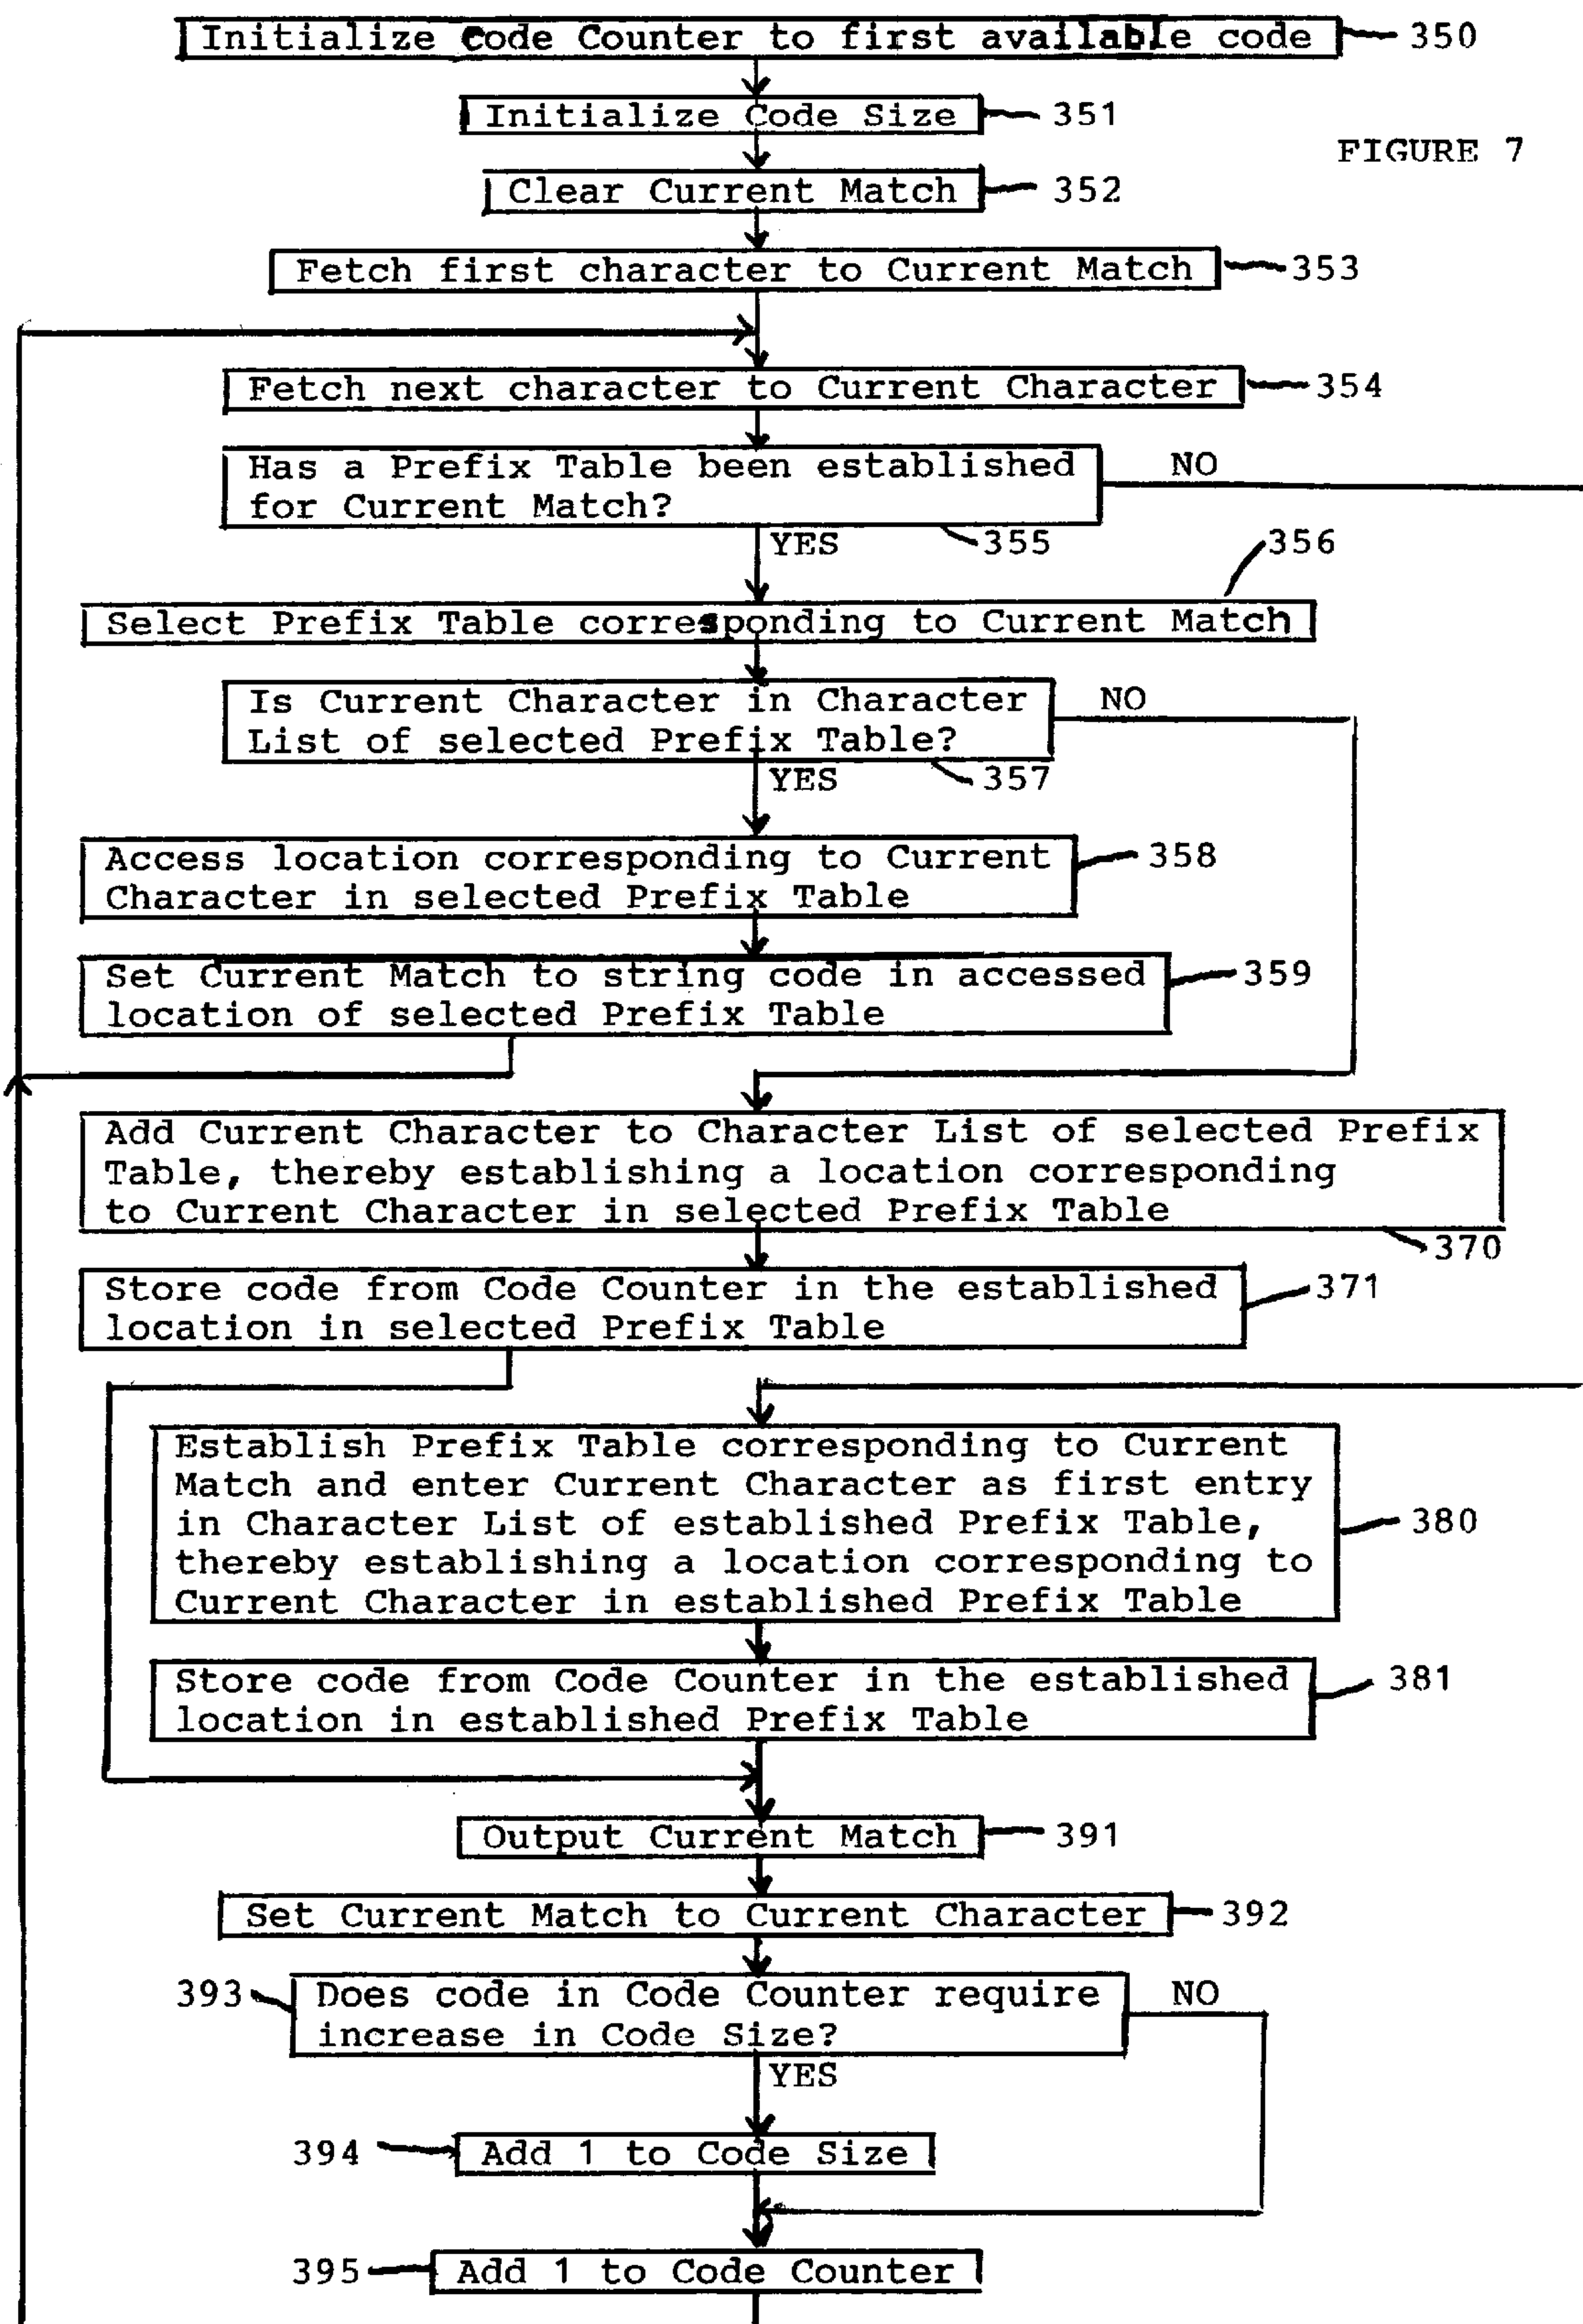 Initialize Code Counter to first available code 350
Initialize Code Size 351
FIGURE 7
Clear Current Match 352
Fetch first character to Current Match 353
Fetch next character to Current Character 354
Has a Prefix Table been established NO
for Current Match?
YES 355 356
Select Prefix Table corresponding to Current Match
Is Current Character in Character NO
List of selected Prefix Table?
YES 357
Access location corresponding to Current 358
Character in selected Prefix Table
Set Current Match to string code in accessed 359
location of selected Prefix Table
Add Current Character to Character List of selected Prefix
Table, thereby establishing a location corresponding
to Current Character in selected Prefix Table
370
Store code from Code Counter in the established 371
location in selected Prefix Table
Establish Prefix Table corresponding to Current
Match and enter Current Character as first entry
in Character List of established Prefix Table, 380
thereby establishing a location corresponding to
Current Character in established Prefix Table
Store code from Code Counter in the established 381
location in established Prefix Table
Output Current Match 391
Set Current Match to Current Character 392
393 Does code in Code Counter require NO
increase in Code Size?
YES
394 Add 1 to Code Size
395 Add 1 to Code Counter